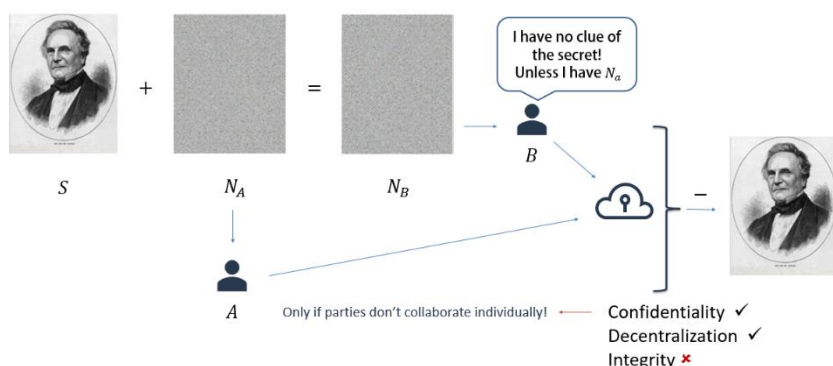 I have no clue of
the secret!
Unless I have Nₐ
+
=
B
−
S
N_A
N_B
A
Only if parties don't collaborate individually!
Confidentiality ✓
Decentralization ✓
Integrity ✗